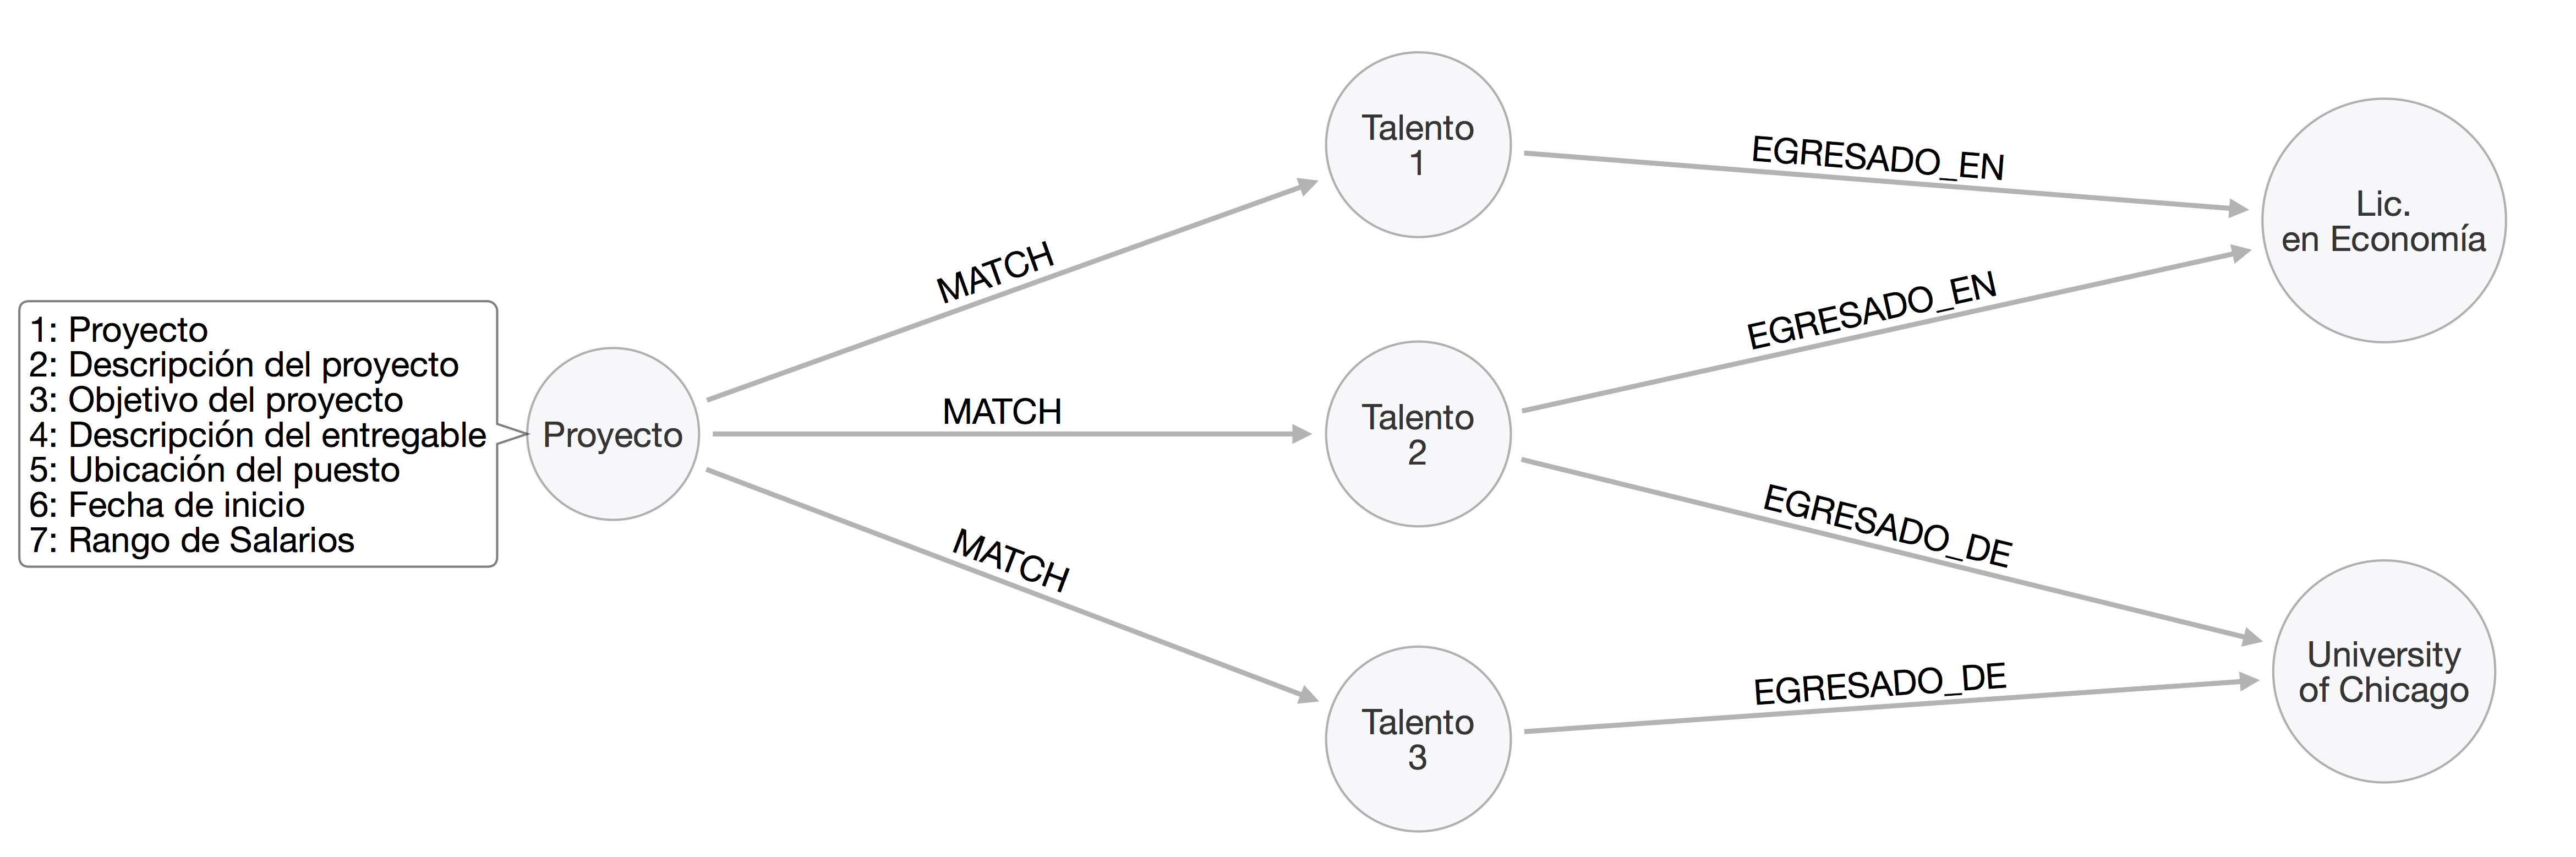 1: Proyecto
2: Descripción del proyecto
3: Objetivo del proyecto
4: Descripción del entregable
5: Ubicación del puesto
6: Fecha de inicio
7: Rango de Salarios
Proyecto
MATCH
MATCH
MATCH
Talento
1
Talento
2
Talento
3
EGRESADO_EN
EGRESADO_EN
EGRESADO_DE
EGRESADO_DE
Lic.
en Economía
University
of Chicago